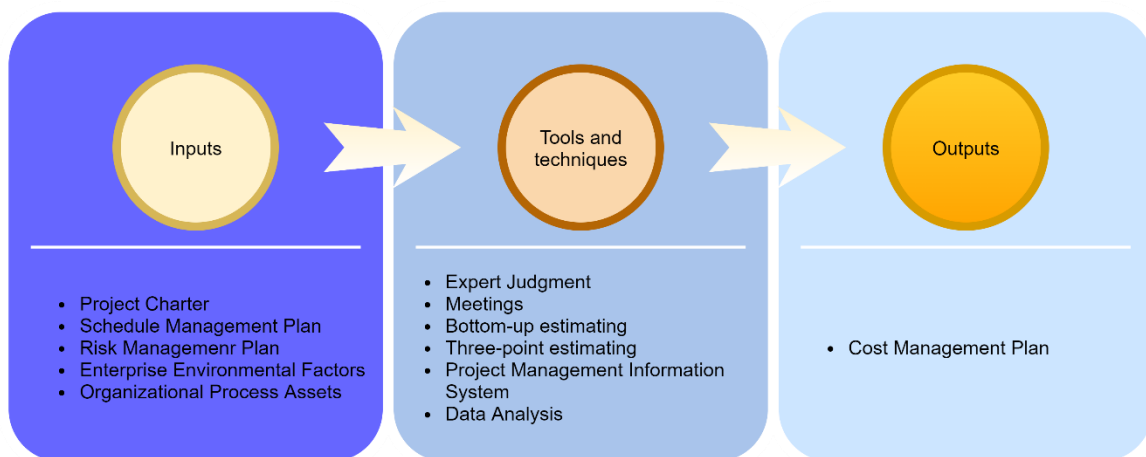 Inputs
Tools and
techniques
Outputs
• Project Charter
• Schedule Management Plan
• Risk Managemenr Plan
• Enterprise Environmental Factors
• Organizational Process Assets
• Expert Judgment
• Meetings
• Bottom-up estimating
• Three-point estimating
• Project Management Information
System
• Data Analysis
• Cost Management Plan